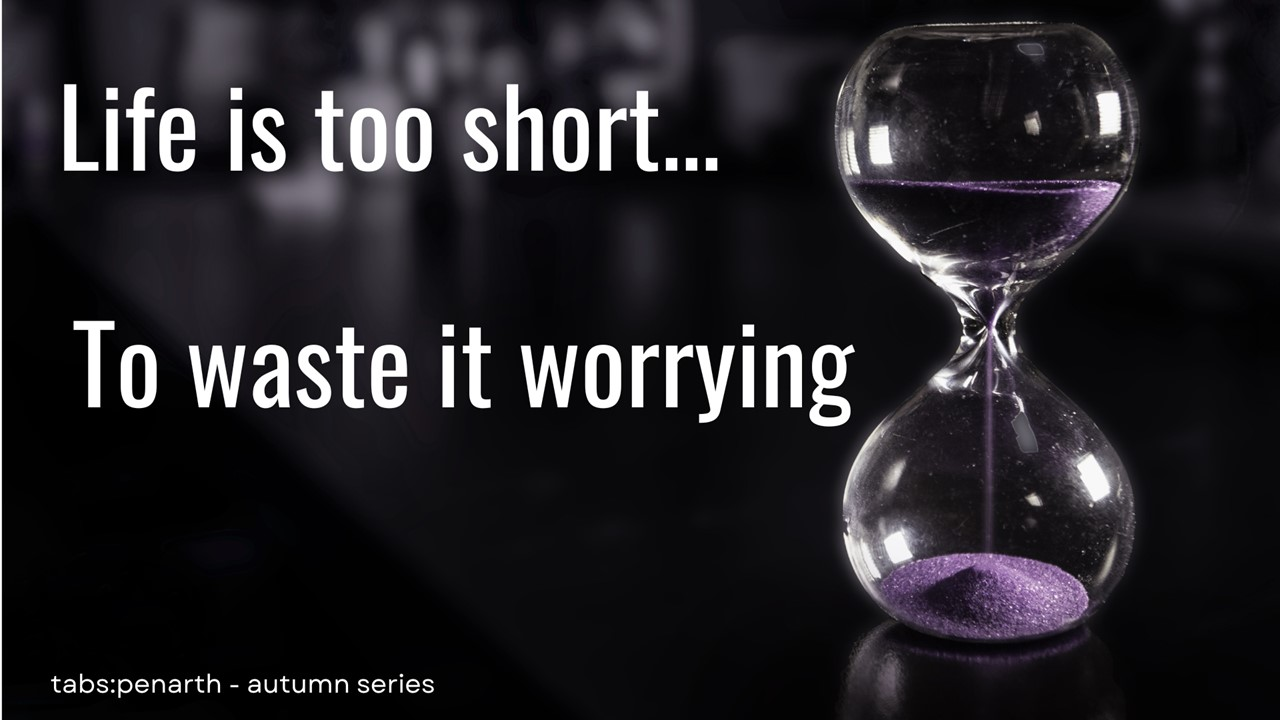 Life is too short...
To waste it worrying
tabs:penarth - autumn series